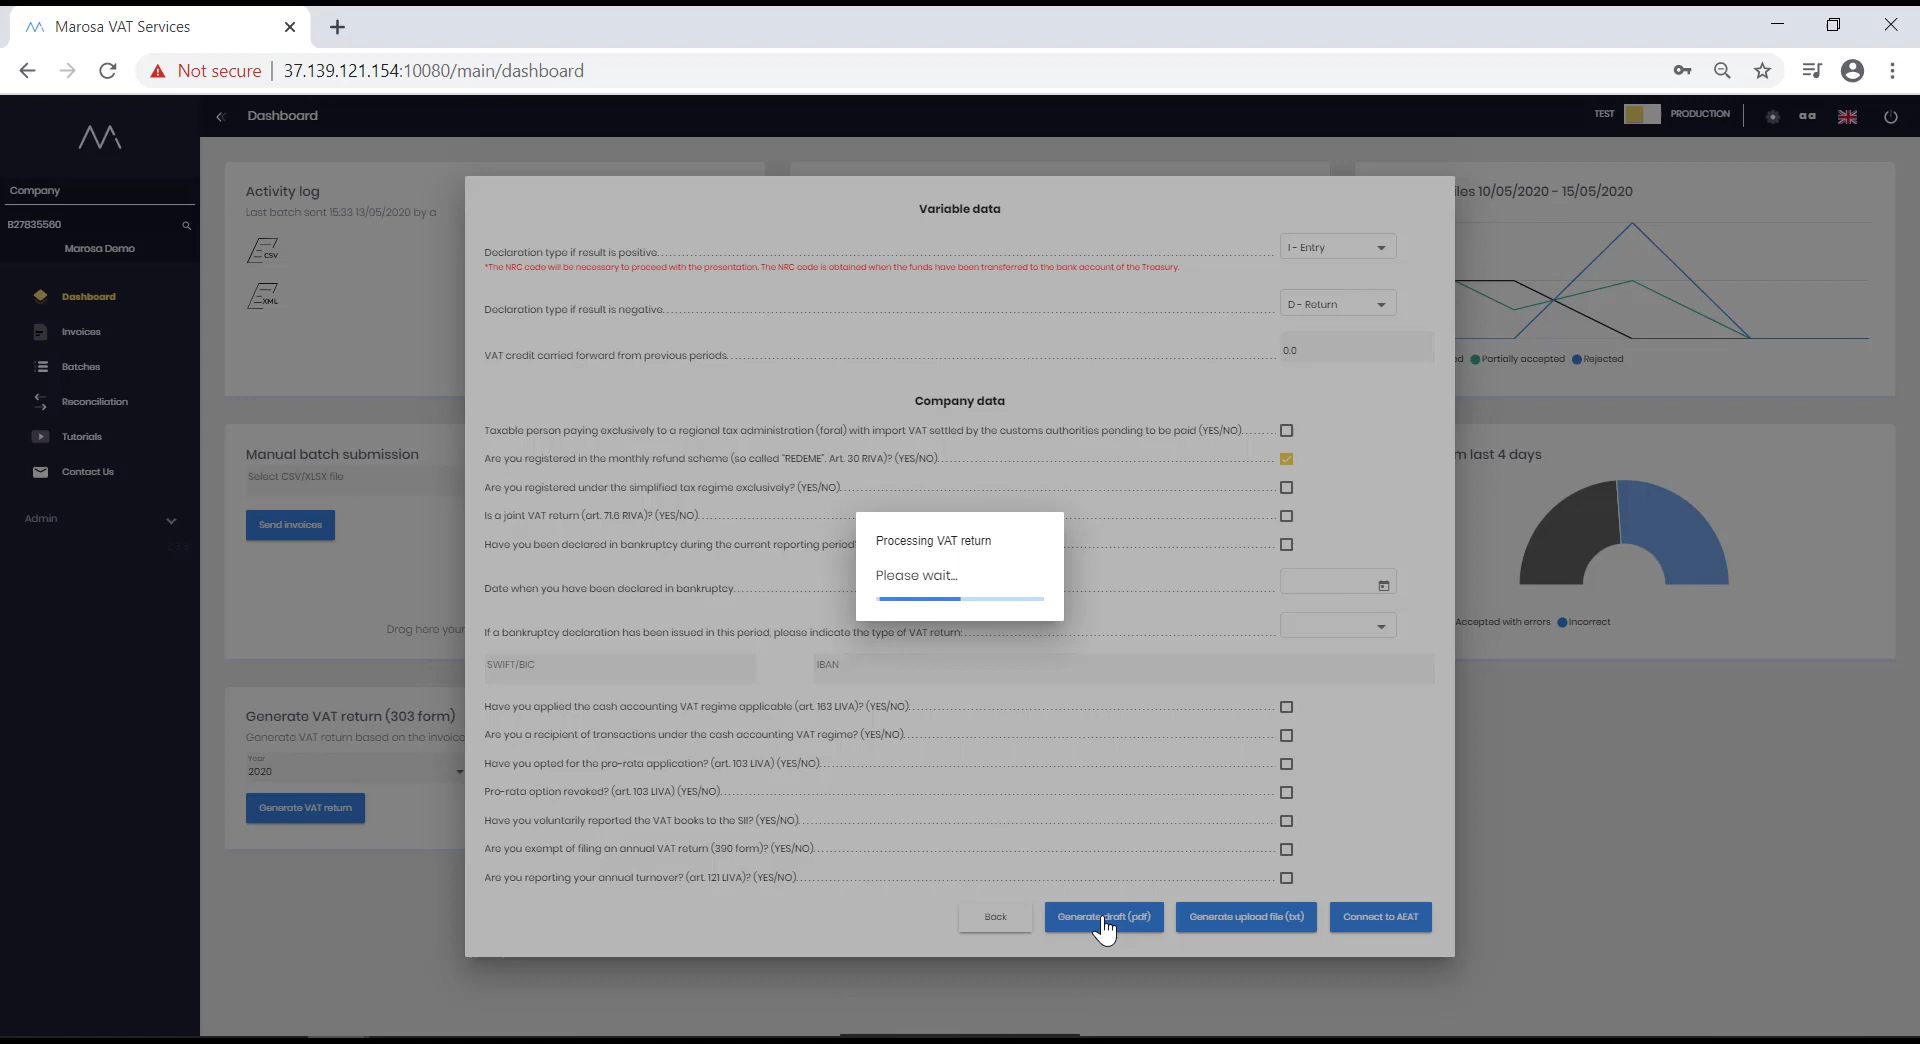 Marosa VAT Services
Not secure
37.139.121.154:10080/main/dashboard
Dashboard
TEST
PRODUCTION
Company
B27835560
Marosa Demo
Dashboard
Invoices
Batches
Reconciliation
Tutorials
Contact Us
Admin
Activity log
Last batch sent 15:33 13/05/2020 by a
CSV
XML
Manual batch submission
Select CSV/XLSX file
Send invoices
Drag here your
Generate VAT return (303 form)
Generate VAT return based on the invoice
Year
2020
Generate VAT return
Variable data
Declaration type if result is positive
I - Entry
*The NRC code will be necessary to proceed with the presentation. The NRC code is obtained when the funds have been transferred to the bank account of the Treasury.
Declaration type if result is negative
D - Return
VAT credit carried forward from previous periods
0.0
Company data
Taxable person paying exclusively to a regional tax administration (foral) with import VAT settled by the customs authorities pending to be paid (YES/NO)
Are you registered in the monthly refund scheme (so called "REDEME". Art. 30 RIVA)? (YES/NO)
Are you registered under the simplified tax regime exclusively? (YES/NO)
Is a joint VAT return (art. 71.6 RIVA)? (YES/NO)
Have you been declared in bankruptcy during the current reporting period?
Date when you have been declared in bankruptcy
If a bankruptcy declaration has been issued in this period, please indicate the type of VAT return:
SWIFT/BIC
IBAN
Have you applied the cash accounting VAT regime applicable (art. 163 LIVA)? (YES/NO)
Are you a recipient of transactions under the cash accounting VAT regime? (YES/NO)
Have you opted for the pro-rata application? (art. 103 LIVA) (YES/NO)
Pro-rata option revoked? (art. 103 LIVA) (YES/NO)
Have you voluntarily reported the VAT books to the SII? (YES/NO)
Are you exempt of filing an annual VAT return (390 form)? (YES/NO)
Are you reporting your annual turnover? (art. 121 LIVA)? (YES/NO)
Back
Generate draft (pdf)
Generate upload file (txt)
Connect to AEAT
Processing VAT return
Please wait...
iles 10/05/2020 - 15/05/2020
ed
Partially accepted
Rejected
m last 4 days
Accepted with errors
Incorrect